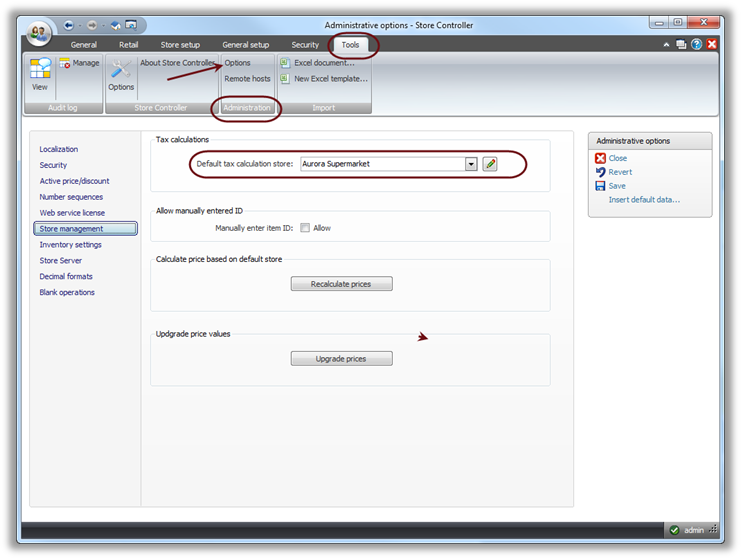 Administrative options - Store Controller
General Retail Store setup General setup Security Tools
Manage About Store Controller Options Excel document...
View Options Remote hosts New Excel template...
Audit log Store Controller Administration Import
Localization
Security
Active price/discount
Number sequences
Web service license
Store management
Inventory settings
Store Server
Decimal formats
Blank operations
Tax calculations
Default tax calculation store: Aurora Supermarket
Allow manually entered ID
Manually enter item ID: Allow
Calculate price based on default store
Recalculate prices
Updgrade price values
Upgrade prices
Administrative options
Close
Revert
Save
Insert default data...
admin